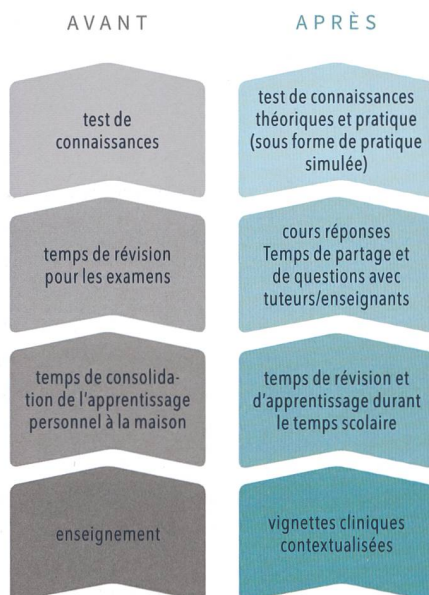 AVANT
test de
connaissances
temps de révision
pour les examens
temps de consolida-
tion de l'apprentissage
personnel à la maison
enseignement
APRÈS
test de connaissances
théoriques et pratique
(sous forme de pratique
simulée)
cours réponses
Temps de partage et
de questions avec
tuteurs/enseignants
temps de révision et
d'apprentissage durant
le temps scolaire
vignettes cliniques
contextualisées